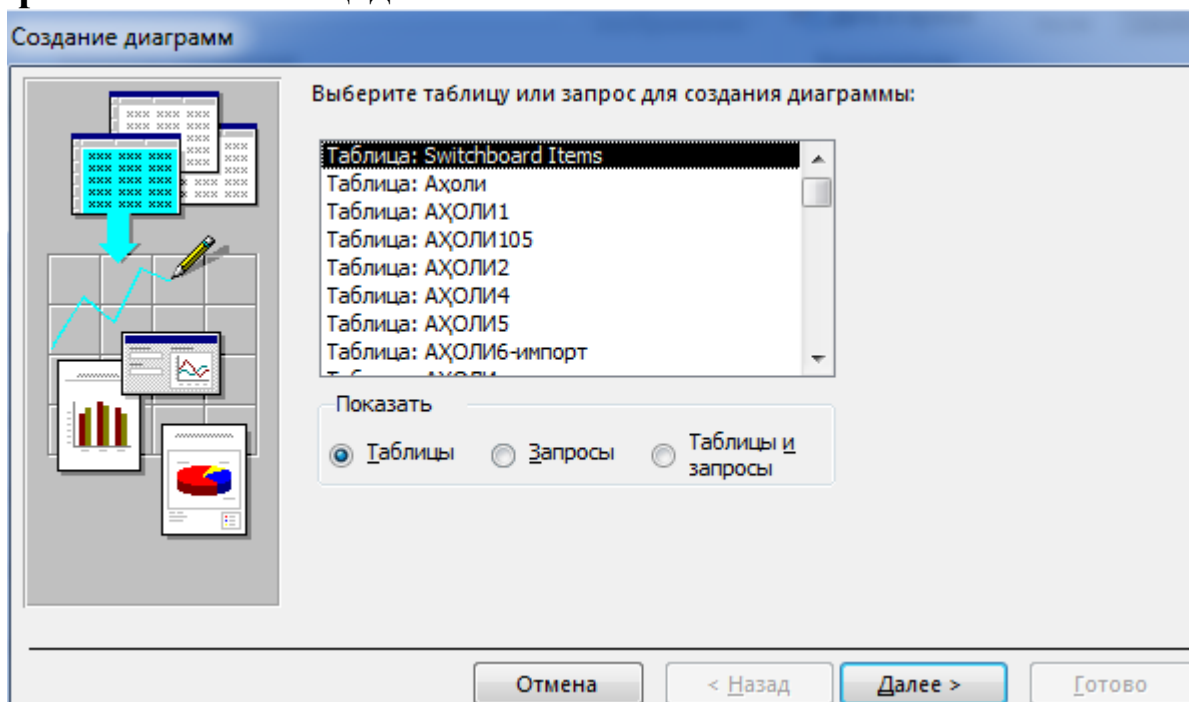 Создание диаграмм
Выберите таблицу или запрос для создания диаграммы:
Таблица: Switchboard Items
Таблица: Аҳоли
Таблица: АҲОЛИ1
Таблица: АҲОЛИ105
Таблица: АҲОЛИ2
Таблица: АҲОЛИ4
Таблица: АҲОЛИ5
Таблица: АҲОЛИ6-импорт
Показать
Таблицы
Запросы
Таблицы и
запросы
Отмена
< Назад
Далее >
Готово